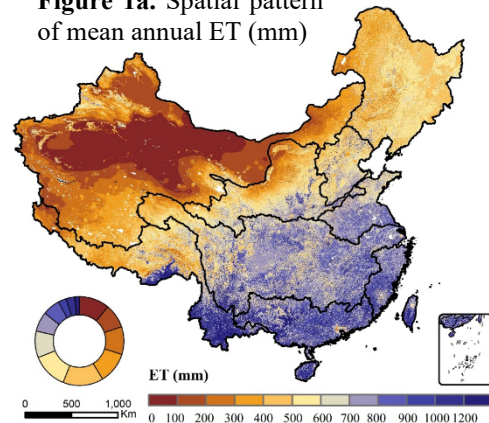 Figure 1a. Spatial pattern
of mean annual ET (mm)
ET (mm)
0 500 1,000
Km
0 100 200 300 400 500 600 700 800 900 1000 1200